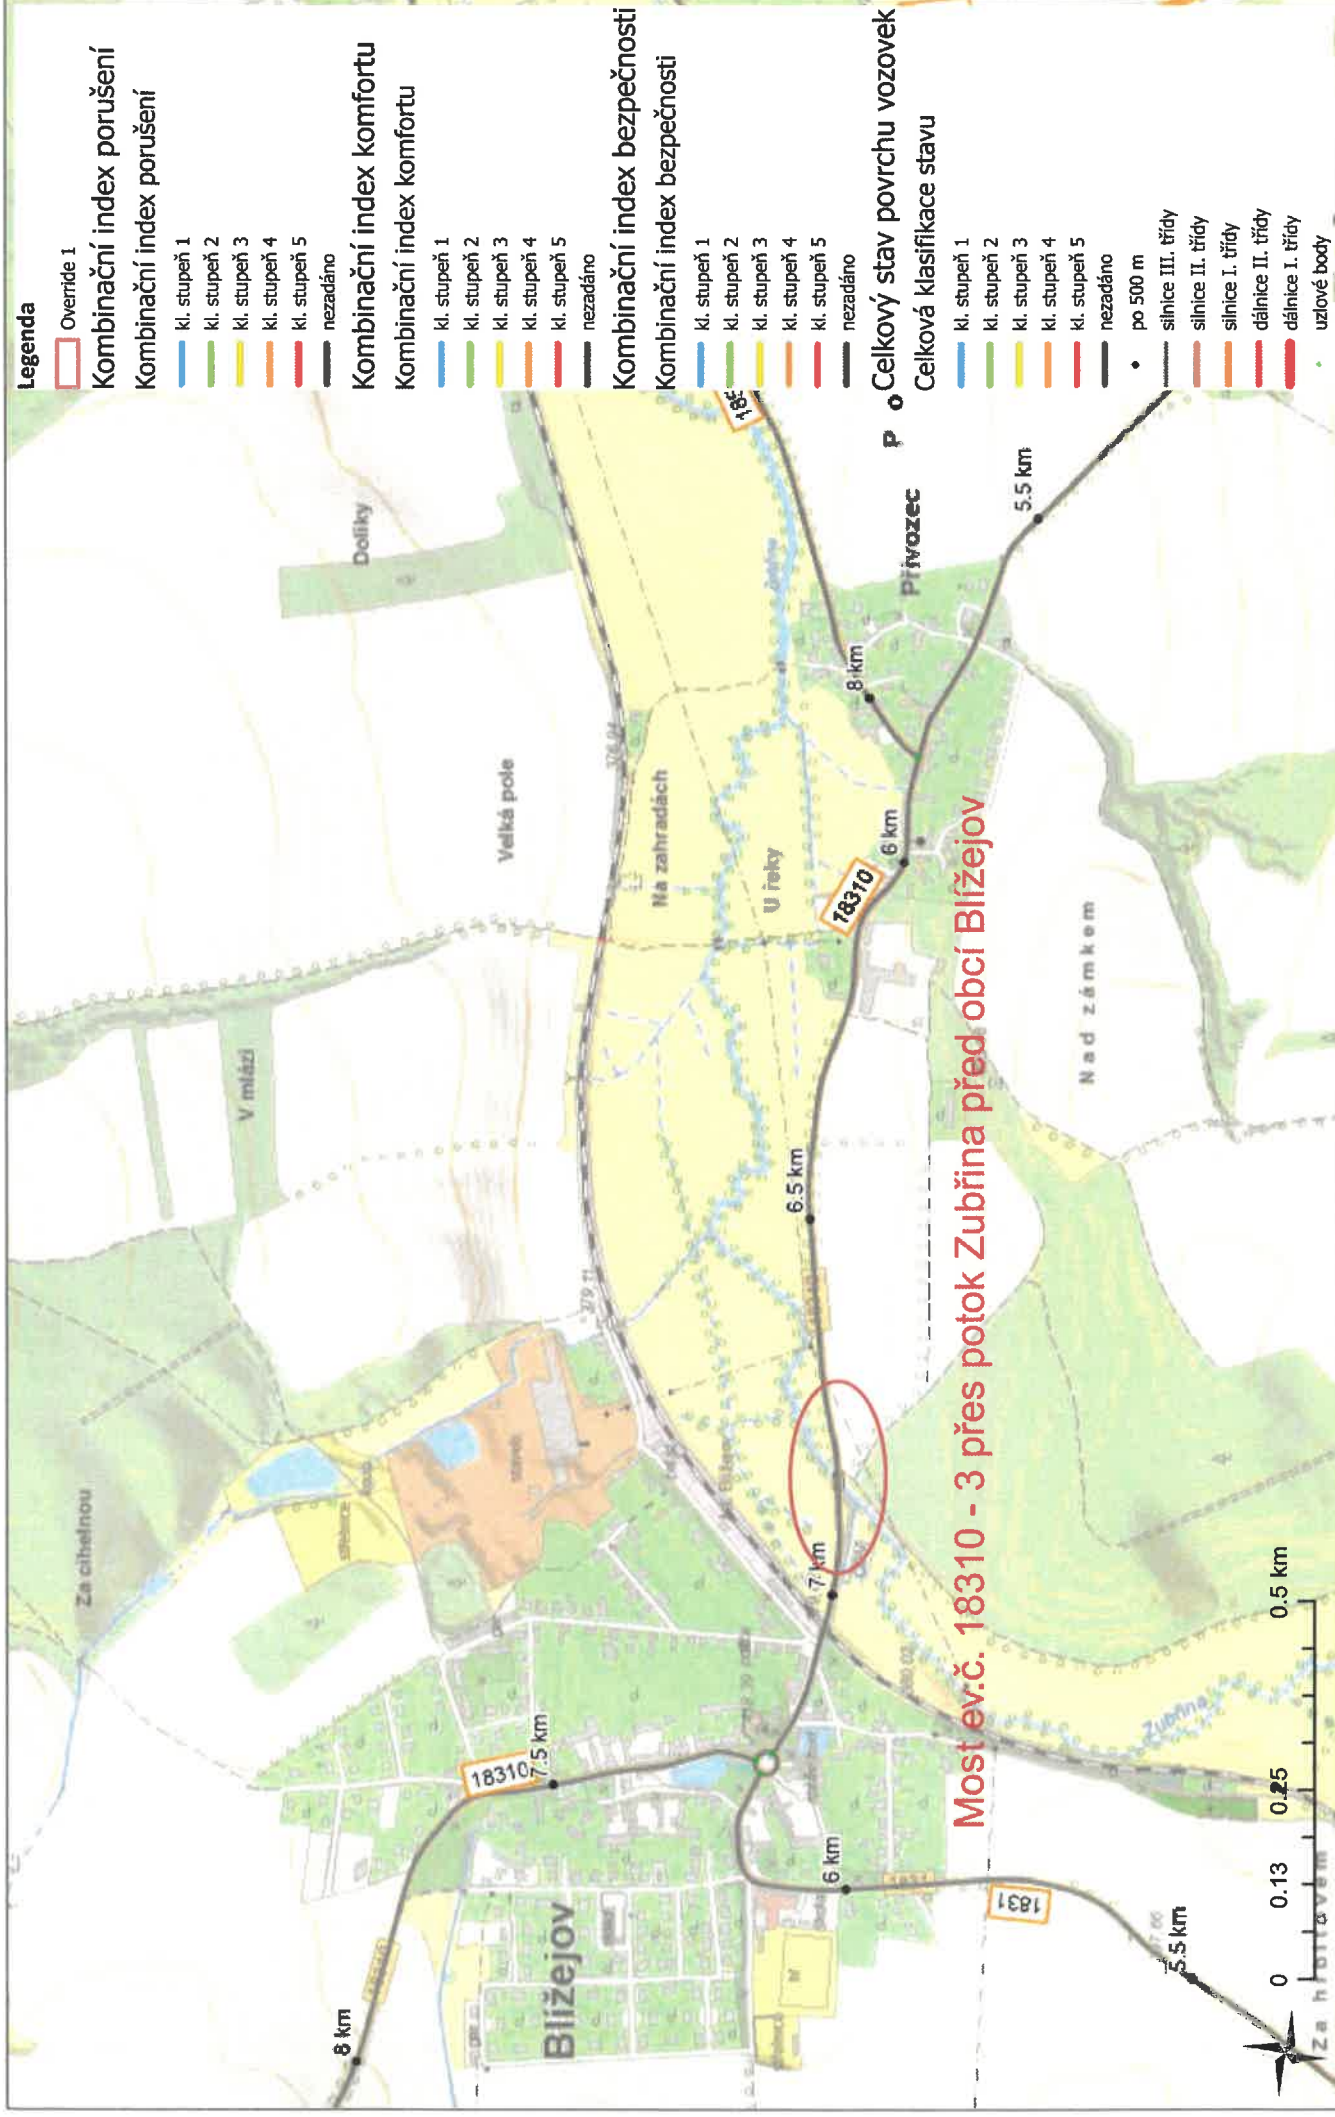 Legenda
Override 1
Kombinační index porušení
Kombinační index porušení
kl. stupeň 1
kl. stupeň 2
kl. stupeň 3
kl. stupeň 4
kl. stupeň 5
nezadáno
Kombinační index komfortu
Kombinační index komfortu
kl. stupeň 1
kl. stupeň 2
kl. stupeň 3
kl. stupeň 4
kl. stupeň 5
nezadáno
Kombinační index bezpečnosti
Kombinační index bezpečnosti
kl. stupeň 1
kl. stupeň 2
kl. stupeň 3
kl. stupeň 4
kl. stupeň 5
nezadáno
Celkový stav povrchu vozovek
Celková klasifikace stavu
kl. stupeň 1
kl. stupeň 2
kl. stupeň 3
kl. stupeň 4
kl. stupeň 5
nezadáno
po 500 m
silnice III. třídy
silnice II. třídy
silnice I. třídy
dálnice II. třídy
dálnice I. třídy
uzlové body
Za cihelnou
V mlází
Doliky
Velká pole
Na zahradách
U řeky
Přívozec
Nad zámkem
Blížejov
Zubřina
Za hřbitovem
8 km
18310
7.5 km
7 km
6.5 km
18310
6 km
8 km
5.5 km
6 km
1831
5.5 km
379 11
Most ev.č. 18310 - 3 přes potok Zubřina před obcí Blížejov
0 0.13 0.25 0.5 km